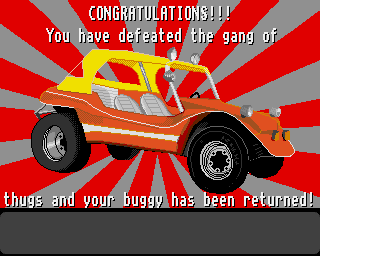 CONGRATULATIONS!!!
You have defeated the gang of
thugs and your buggy has been returned!